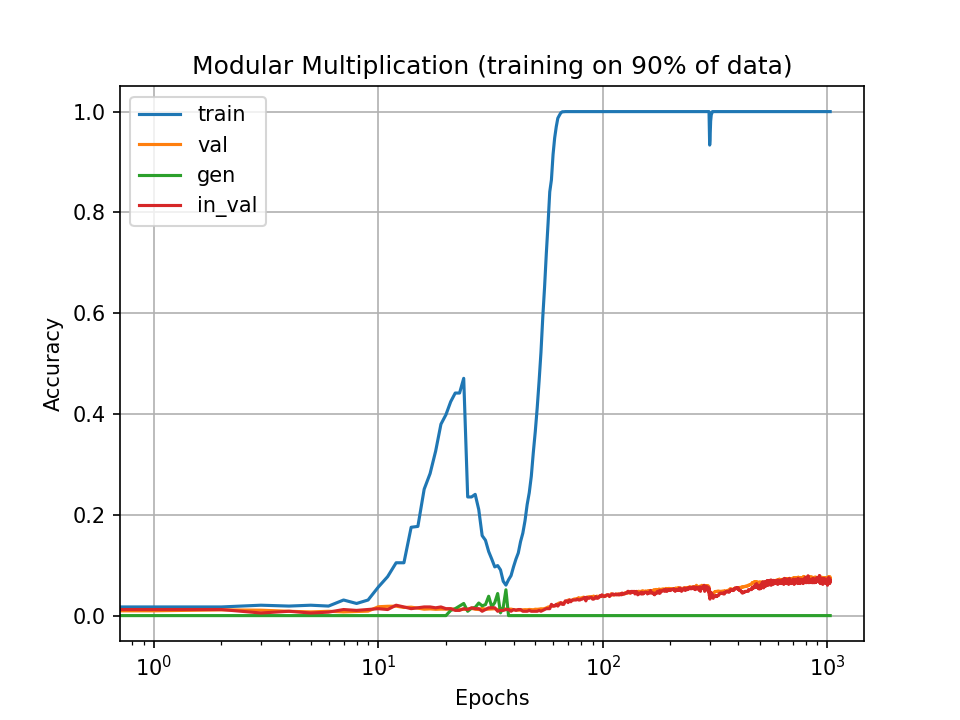 Modular Multiplication (training on 90% of data)
train
val
gen
in_val
1.0
0.8
0.6
0.4
0.2
0.0
Accuracy
10⁰
10¹
10²
10³
Epochs